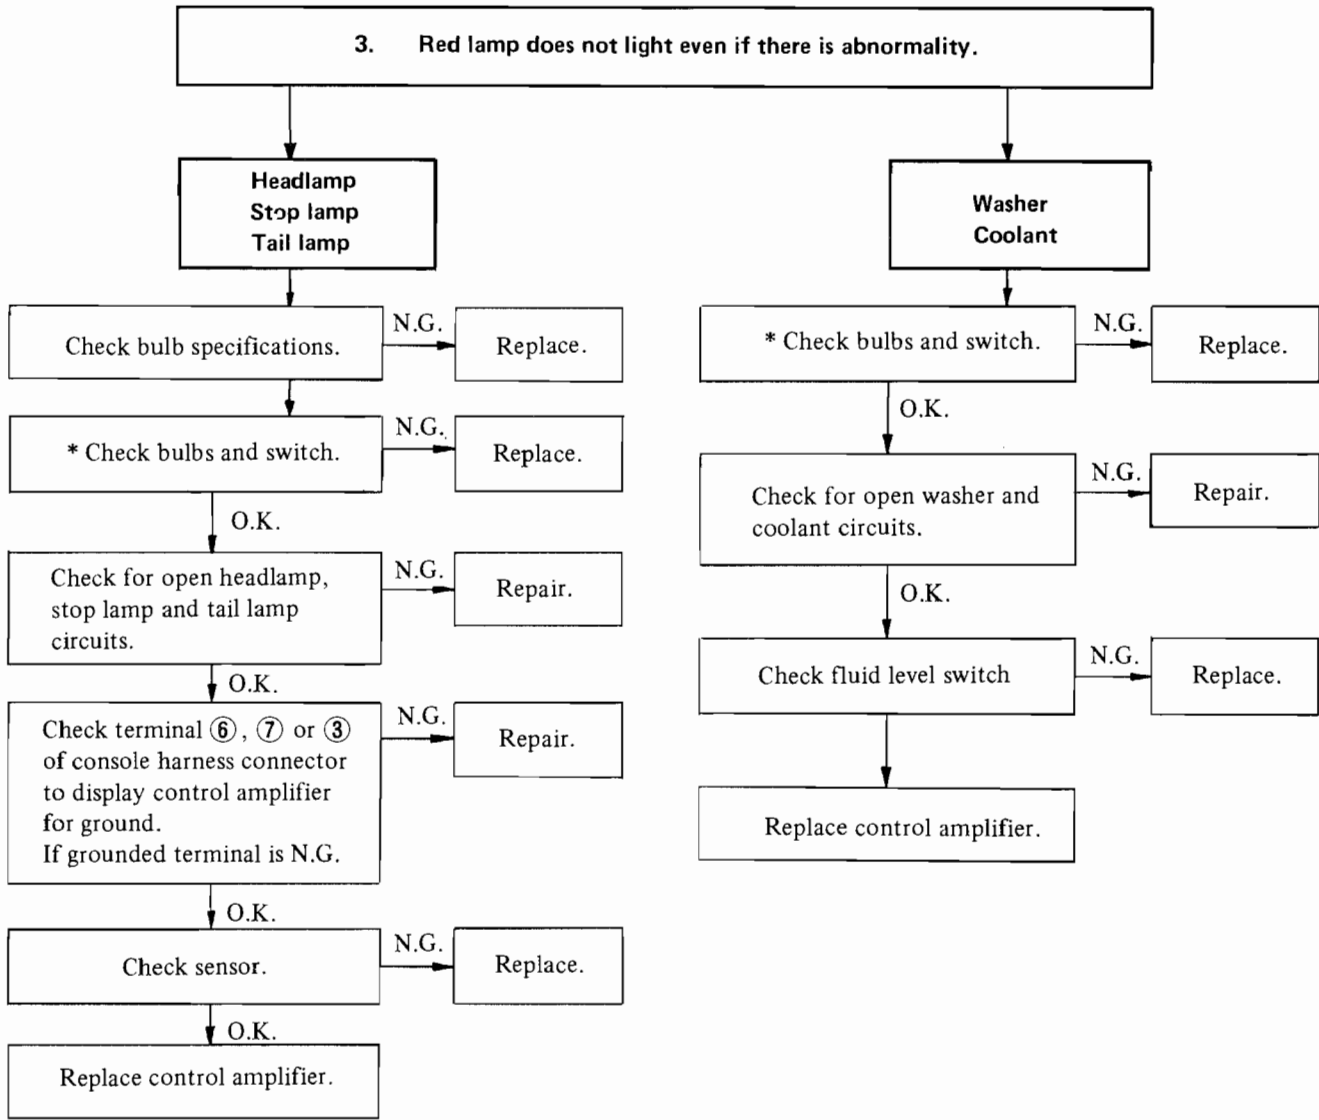 3. Red lamp does not light even if there is abnormality.
Headlamp
Stop lamp
Tail lamp
Check bulb specifications.
N.G.
Replace.
* Check bulbs and switch.
N.G.
Replace.
O.K.
Check for open headlamp,
stop lamp and tail lamp
circuits.
N.G.
Repair.
O.K.
Check terminal ⑥, ⑦ or ③
of console harness connector
to display control amplifier
for ground.
If grounded terminal is N.G.
N.G.
Repair.
O.K.
Check sensor.
N.G.
Replace.
O.K.
Replace control amplifier.
Washer
Coolant
* Check bulbs and switch.
N.G.
Replace.
O.K.
Check for open washer and
coolant circuits.
N.G.
Repair.
O.K.
Check fluid level switch
N.G.
Replace.
Replace control amplifier.